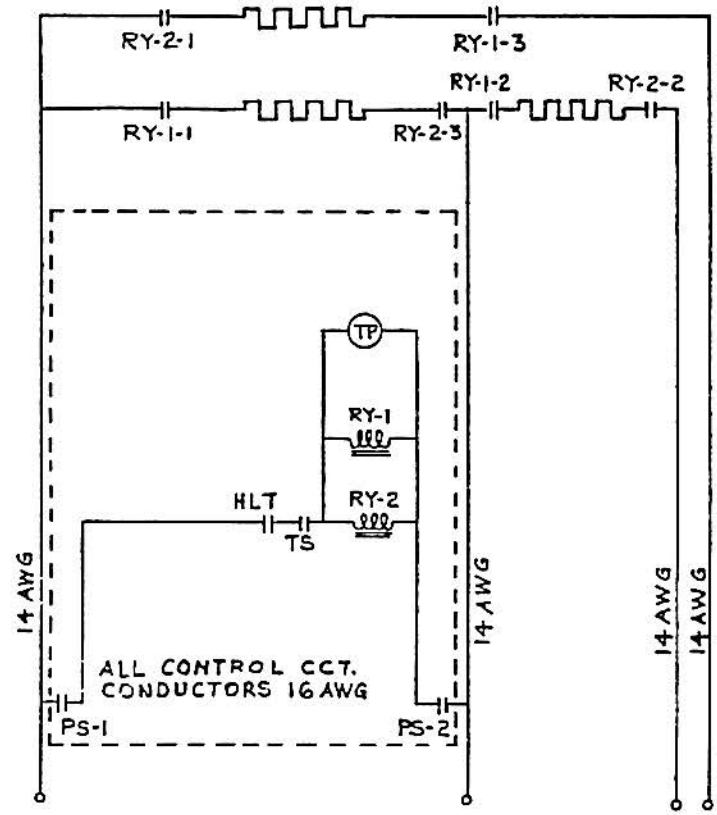 RY-2-1
RY-1-3
RY-1-2
RY-2-2
RY-1-1
RY-2-3
TP
RY-1
RY-2
HLT
TS
14 AWG
14 AWG
14 AWG
14 AWG
ALL CONTROL CCT.
CONDUCTORS 16 AWG
PS-1
PS-2